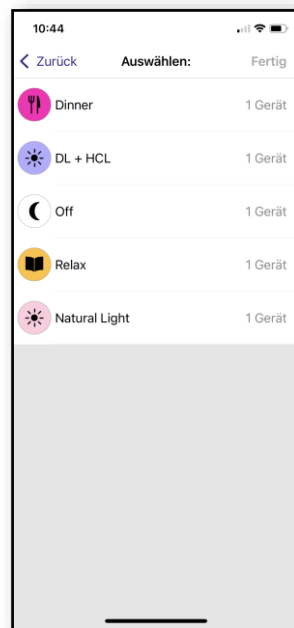 10:44
Zurück Auswählen: Fertig
Dinner 1 Gerät
DL + HCL 1 Gerät
Off 1 Gerät
Relax 1 Gerät
Natural Light 1 Gerät